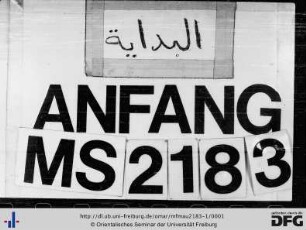 البداية
ANFANG
MS 2183
http://dl.ub.uni-freiburg.de/omar/mfmau2183-1/0001
© Orientalisches Seminar der Universität Freiburg
DFG